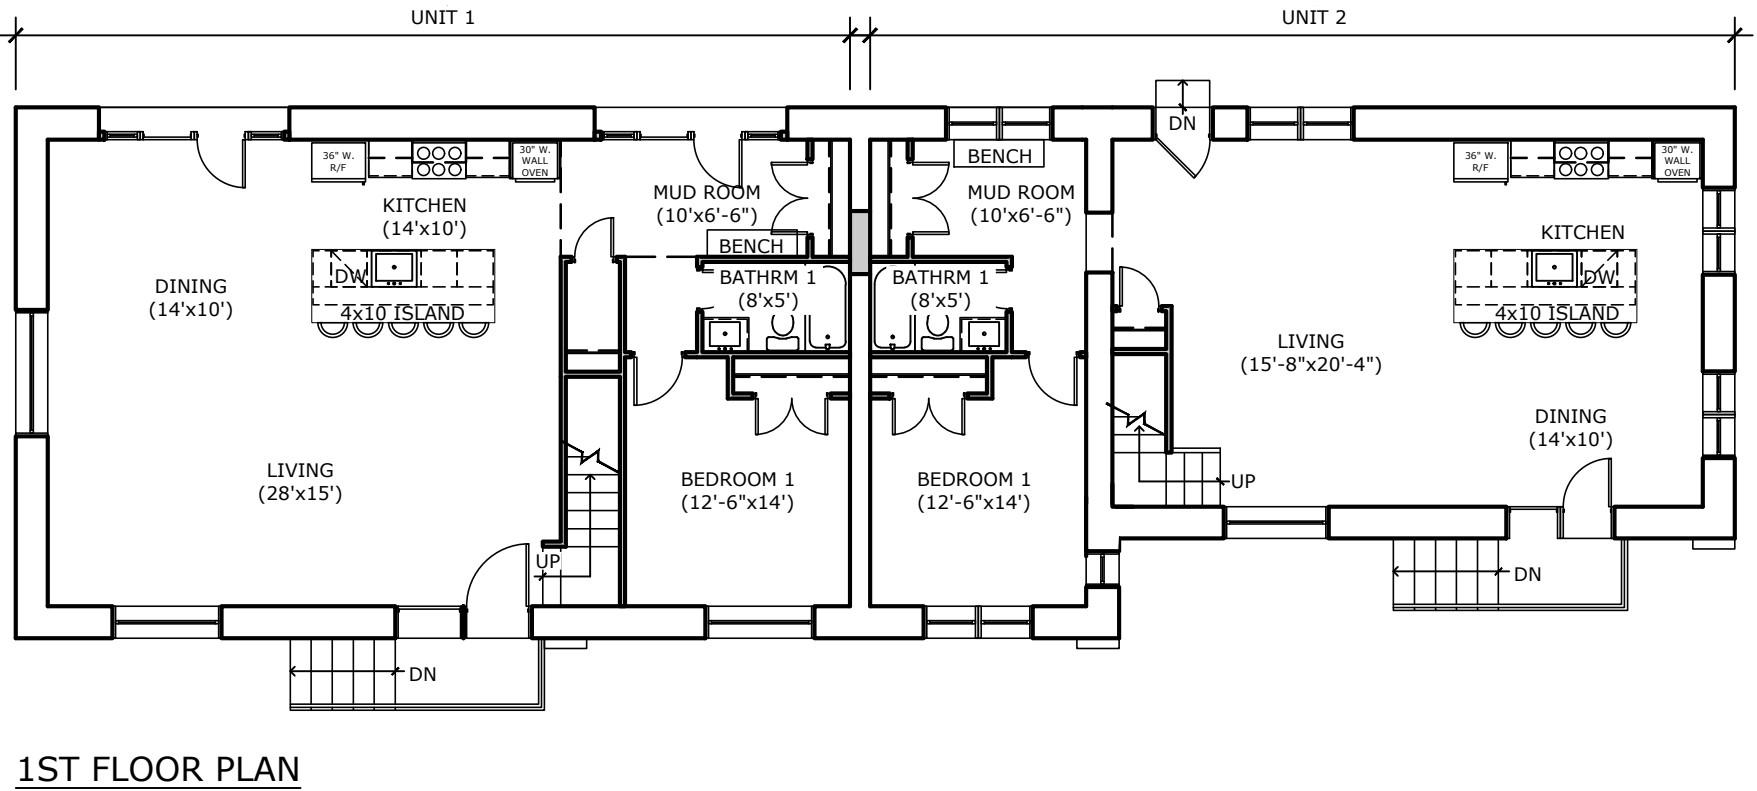 UNIT 1
UNIT 2
DN
36" W.
R/F
30" W.
WALL
OVEN
MUD ROOM
(10'x6'-6")
BENCH
BENCH
MUD ROOM
(10'x6'-6")
36" W.
R/F
30" W.
WALL
OVEN
KITCHEN
(14'x10')
KITCHEN
DW
4x10 ISLAND
DINING
(14'x10')
BATHRM 1
(8'x5')
BATHRM 1
(8'x5')
DW
4x10 ISLAND
LIVING
(15'-8"x20'-4")
DINING
(14'x10')
LIVING
(28'x15')
BEDROOM 1
(12'-6"x14')
BEDROOM 1
(12'-6"x14')
UP
UP
DN
DN
1ST FLOOR PLAN